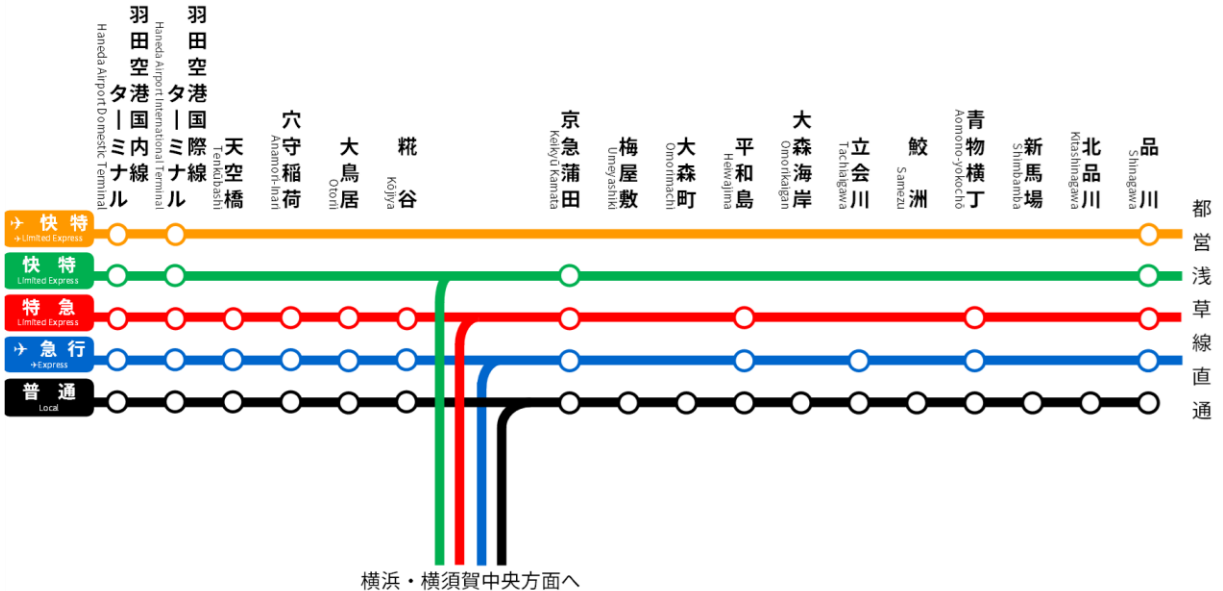 羽田空港国内線
ターミナル
Haneda Airport Domestic Terminal
羽田空港国際線
ターミナル
Haneda Airport International Terminal
天空橋
Tenkūbashi
穴守稲荷
Anamori-Inari
大鳥居
Otorii
糀谷
Kōjiya
京急蒲田
Keikyū Kamata
梅屋敷
Umeyashiki
大森町
Omorimachi
平和島
Heiwajima
大森海岸
Omorikaigan
立会川
Tachiaigawa
鮫洲
Samezu
青物横丁
Aomono-yokochō
新馬場
Shimbamba
北品川
Kitashinagawa
品川
Shinagawa
✈ 快特
✈Limited Express
快特
Limited Express
特急
Limited Express
✈ 急行
✈Express
普通
Local
都営浅草線直通
横浜・横須賀中央方面へ